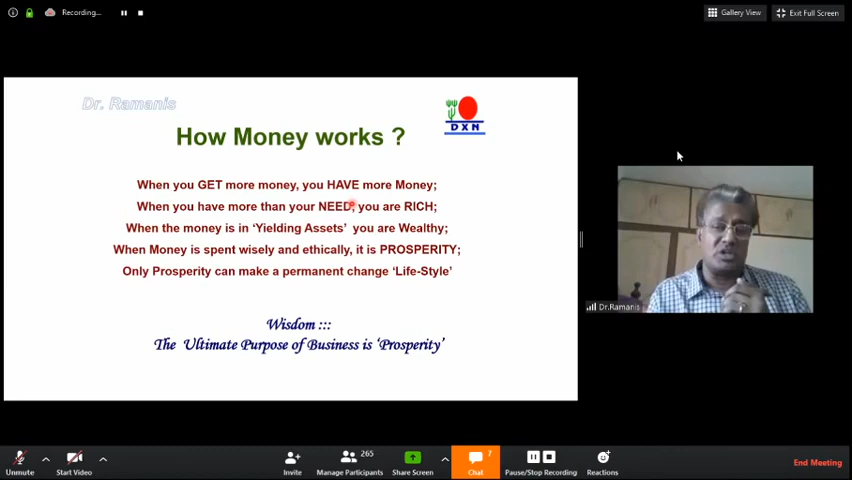 Recording...
Gallery View
Exit Full Screen
Dr. Ramanis
DXN
How Money works ?
When you GET more money, you HAVE more Money;
When you have more than your NEED, you are RICH;
When the money is in ‘Yielding Assets’ you are Wealthy;
When Money is spent wisely and ethically, it is PROSPERITY;
Only Prosperity can make a permanent change ‘Life-Style’
Wisdom :::
The Ultimate Purpose of Business is ‘Prosperity’
Dr.Ramanis
Unmute
Start Video
Invite
265
Manage Participants
Share Screen
7
Chat
Pause/Stop Recording
Reactions
End Meeting